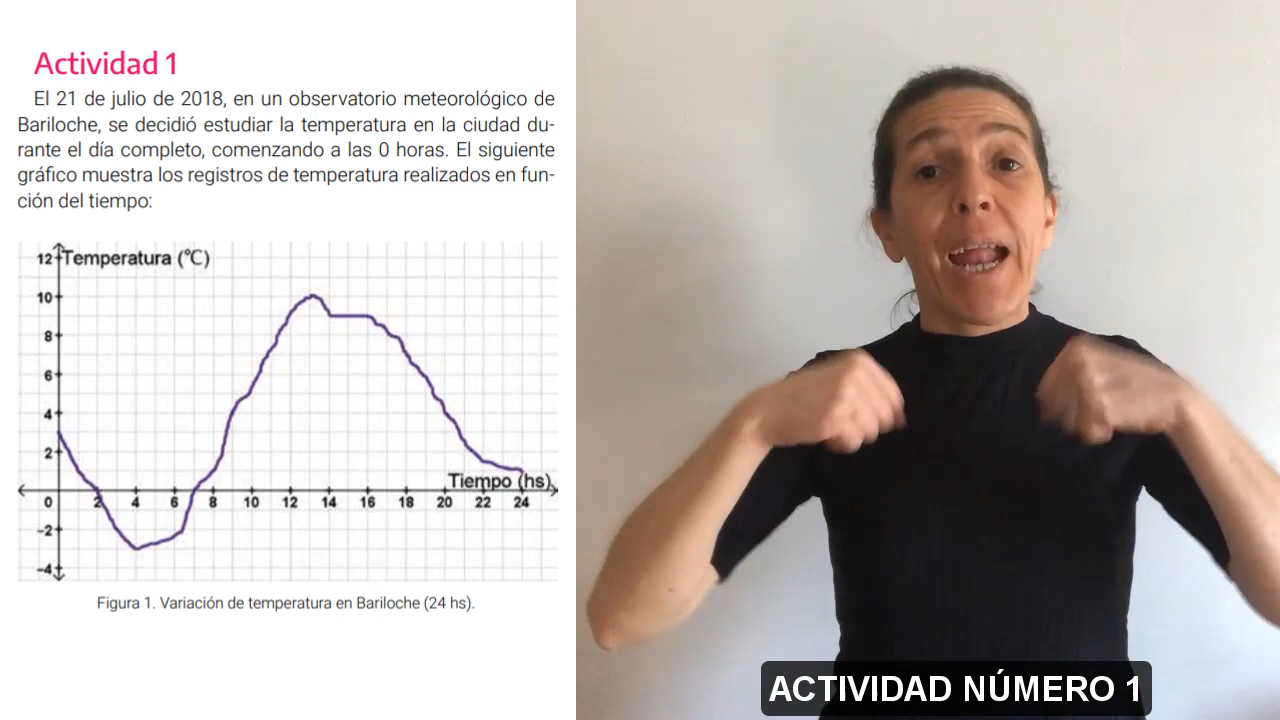 Actividad 1
El 21 de julio de 2018, en un observatorio meteorológico de
Bariloche, se decidió estudiar la temperatura en la ciudad du-
rante el día completo, comenzando a las 0 horas. El siguiente
gráfico muestra los registros de temperatura realizados en fun-
ción del tiempo:
12 Temperatura (℃)
10
8
6
4
2
Tiempo (hs)
0 2 4 6 8 10 12 14 16 18 20 22 24
-2
-4
Figura 1. Variación de temperatura en Bariloche (24 hs).
ACTIVIDAD NÚMERO 1